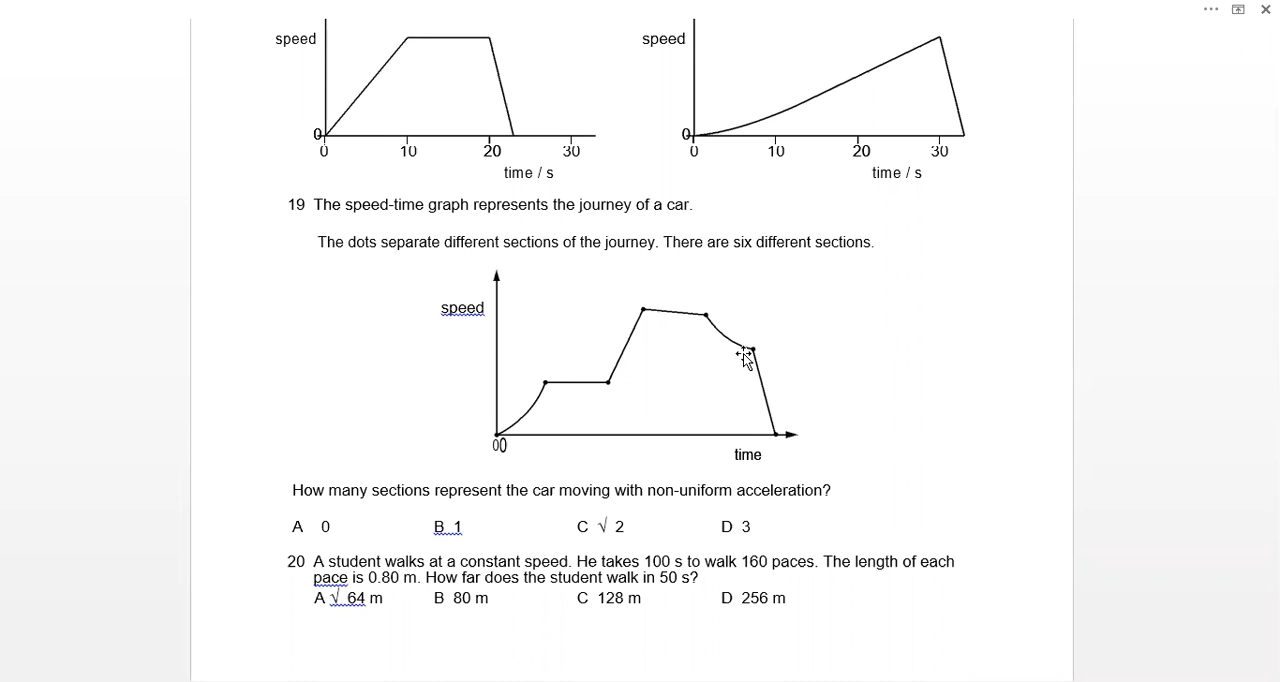 speed
speed
0
0
0 10 20 30
0 10 20 30
time / s
time / s
19 The speed-time graph represents the journey of a car.
The dots separate different sections of the journey. There are six different sections.
speed
00
time
How many sections represent the car moving with non-uniform acceleration?
A 0 B 1 C √ 2 D 3
20 A student walks at a constant speed. He takes 100 s to walk 160 paces. The length of each
pace is 0.80 m. How far does the student walk in 50 s?
A √ 64 m B 80 m C 128 m D 256 m